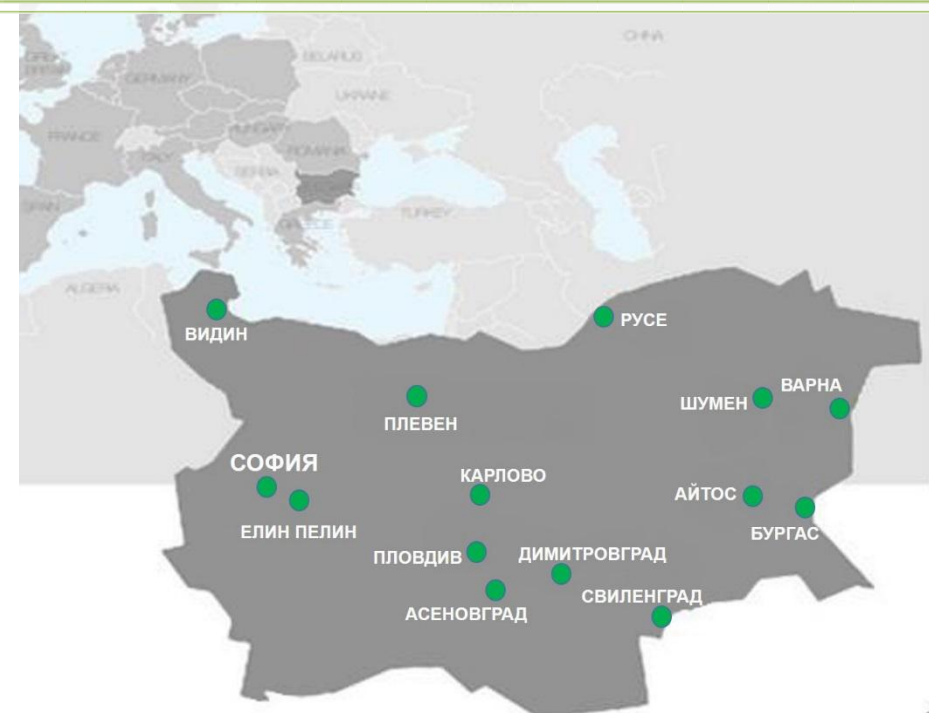 CHINA
BELARUS
GERMANY
UKRAINE
FRANCE
HUNGARY
ROMANIA
ITALY
SERBIA
TURKEY
GREECE
ALGERIA
ВИДИН
РУСЕ
ВАРНА
ШУМЕН
ПЛЕВЕН
СОФИЯ
КАРЛОВО
АЙТОС
ЕЛИН ПЕЛИН
БУРГАС
ПЛОВДИВ
ДИМИТРОВГРАД
СВИЛЕНГРАД
АСЕНОВГРАД